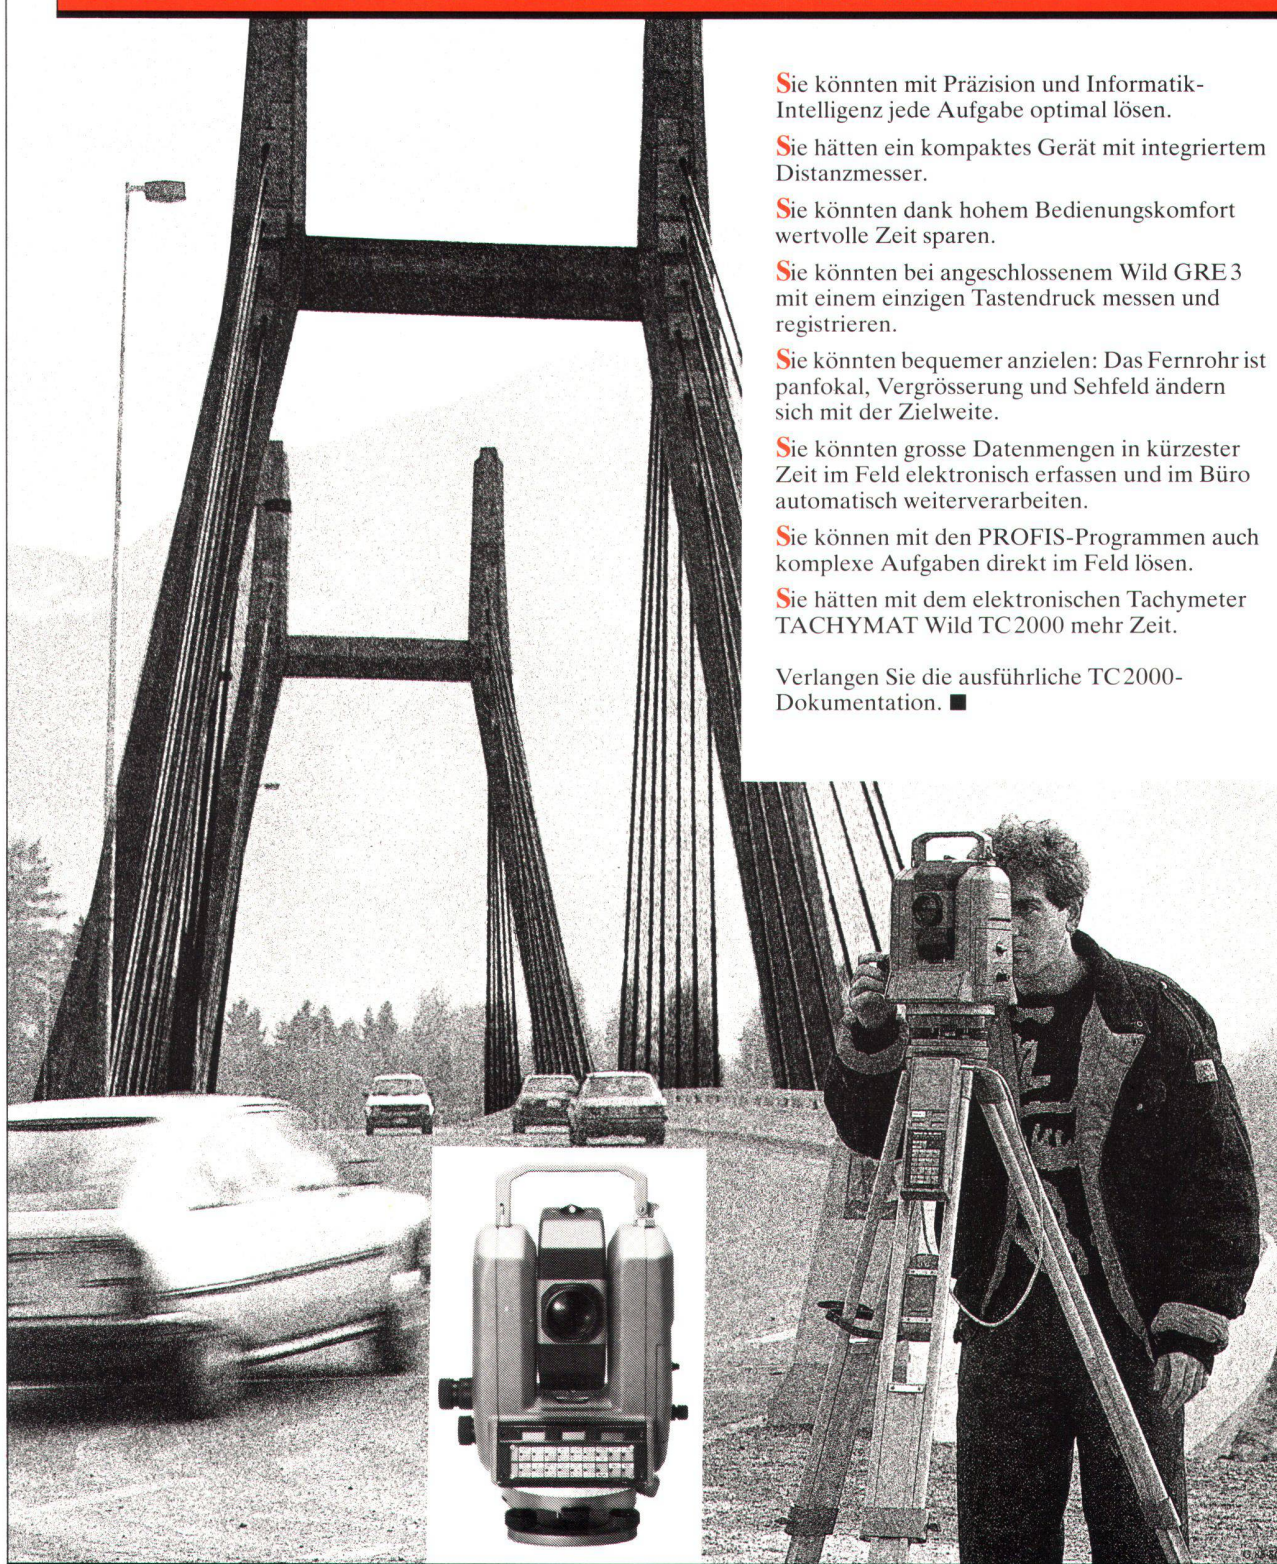 Sie könnten mit Präzision und Informatik-
Intelligenz jede Aufgabe optimal lösen.
Sie hätten ein kompaktes Gerät mit integriertem
Distanzmesser.
Sie könnten dank hohem Bedienungskomfort
wertvolle Zeit sparen.
Sie könnten bei angeschlossenem Wild GRE3
mit einem einzigen Tastendruck messen und
registrieren.
Sie könnten bequemer anzielen: Das Fernrohr ist
panfokal, Vergrösserung und Sehfeld ändern
sich mit der Zielweite.
Sie könnten grosse Datenmengen in kürzester
Zeit im Feld elektronisch erfassen und im Büro
automatisch weiterverarbeiten.
Sie können mit den PROFIS-Programmen auch
komplexe Aufgaben direkt im Feld lösen.
Sie hätten mit dem elektronischen Tachymeter
TACHYMAT Wild TC2000 mehr Zeit.
Verlangen Sie die ausführliche TC2000-
Dokumentation. ■